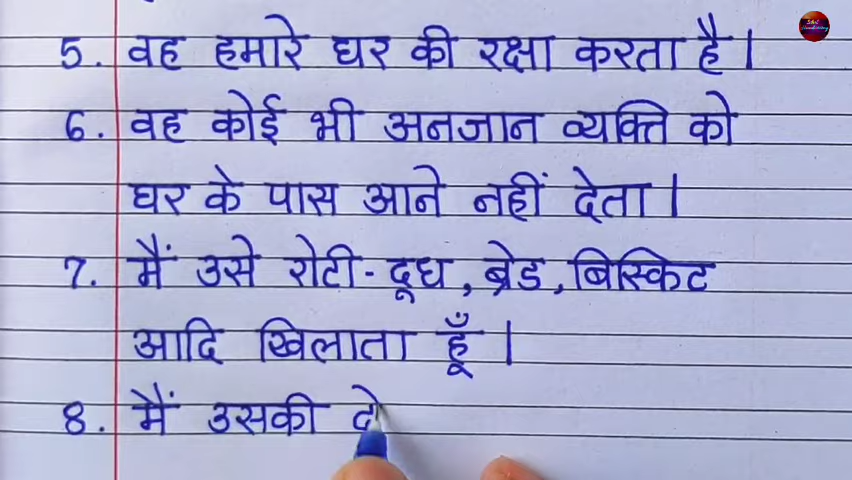 5. वह हमारे घर की रक्षा करता है।
6. वह कोई भी अनजान व्यक्ति को
घर के पास आने नहीं देता।
7. मैं उसे रोटी-दूध, ब्रेड, बिस्किट
आदि खिलाता हूँ।
8. मैं उसकी